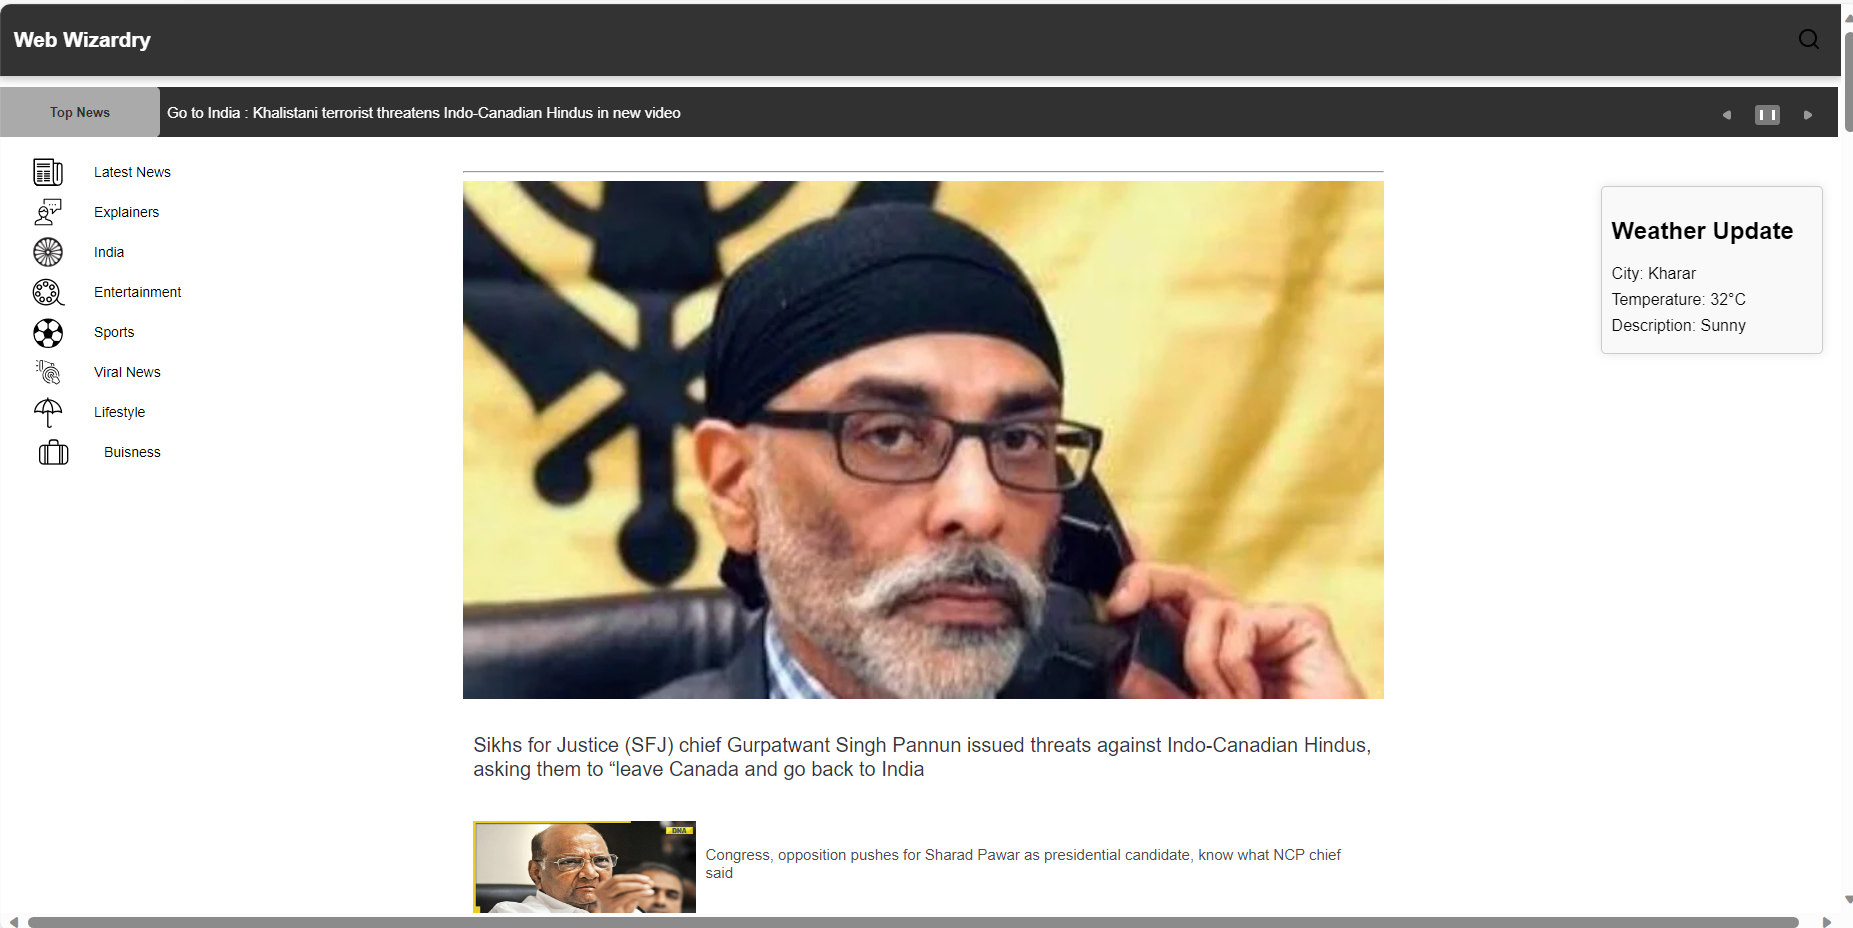 Web Wizardry
Top News
Go to India : Khalistani terrorist threatens Indo-Canadian Hindus in new video
Latest News
Explainers
India
Entertainment
Sports
Viral News
Lifestyle
Buisness
Weather Update
City: Kharar
Temperature: 32°C
Description: Sunny
Sikhs for Justice (SFJ) chief Gurpatwant Singh Pannun issued threats against Indo-Canadian Hindus,
asking them to “leave Canada and go back to India
DNA
Congress, opposition pushes for Sharad Pawar as presidential candidate, know what NCP chief
said